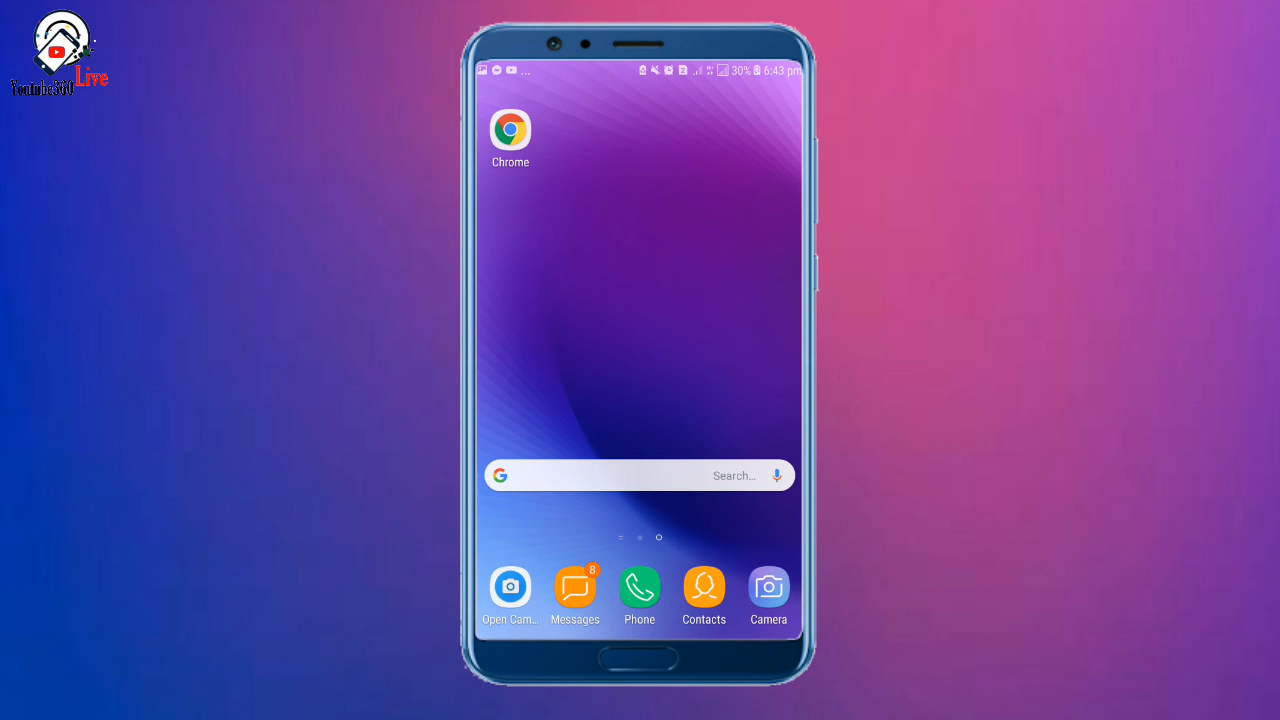 Youtube360
Live
... 30% 6:43 pm
Chrome
Search...
8
Open Cam... Messages Phone Contacts Camera